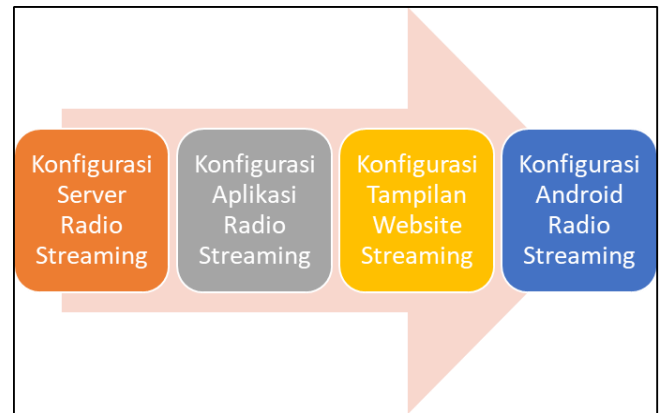 Konfigurasi
Server
Radio
Streaming
Konfigurasi
Aplikasi
Radio
Streaming
Konfigurasi
Tampilan
Website
Streaming
Konfigurasi
Android
Radio
Streaming